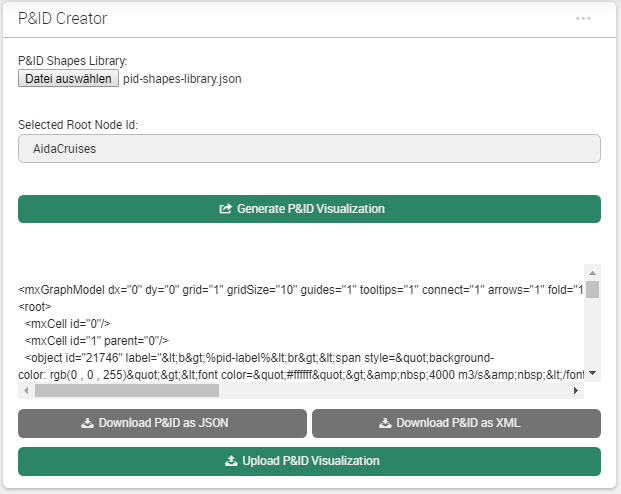 P&ID Creator
P&ID Shapes Library:
Datei auswählen pid-shapes-library.json
Selected Root Node Id:
AidaCruises
Generate P&ID Visualization
<mxGraphModel dx="0" dy="0" grid="1" gridSize="10" guides="1" tooltips="1" connect="1" arrows="1" fold="1
<root>
<mxCell id="0"/>
<mxCell id="1" parent="0"/>
<object id="21746" label="&lt;b&gt;%pid-label%&lt;br&gt;&lt;span style=&quot;background-
color: rgb(0 , 0 , 255)&quot;&gt;&lt;font color=&quot;#ffffff&quot;&gt;&amp;nbsp;4000 m3/s&amp;nbsp;&lt;/font
Download P&ID as JSON
Download P&ID as XML
Upload P&ID Visualization